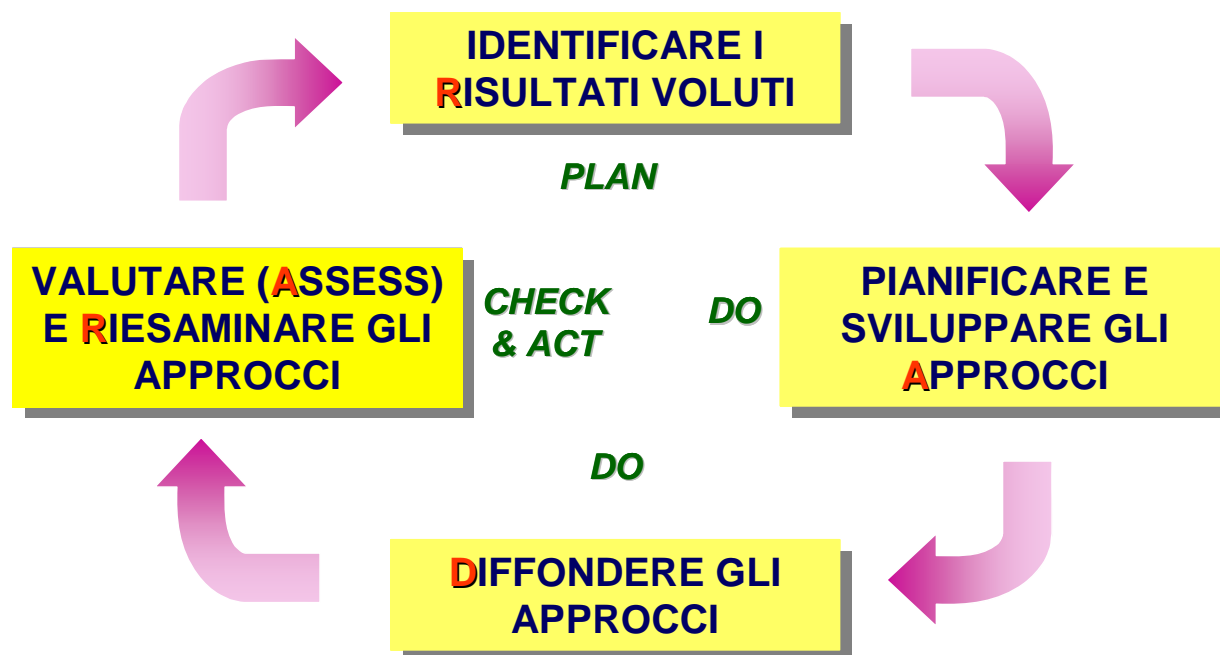 IDENTIFICARE I
RISULTATI VOLUTI
PLAN
VALUTARE (ASSESS)
E RIESAMINARE GLI
APPROCCI
CHECK
& ACT
DO
PIANIFICARE E
SVILUPPARE GLI
APPROCCI
DO
DIFFONDERE GLI
APPROCCI